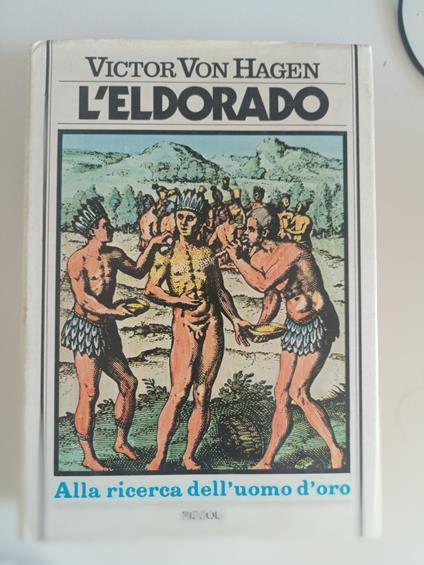 VICTOR VON HAGEN
L'ELDORADO
Alla ricerca dell'uomo d'oro